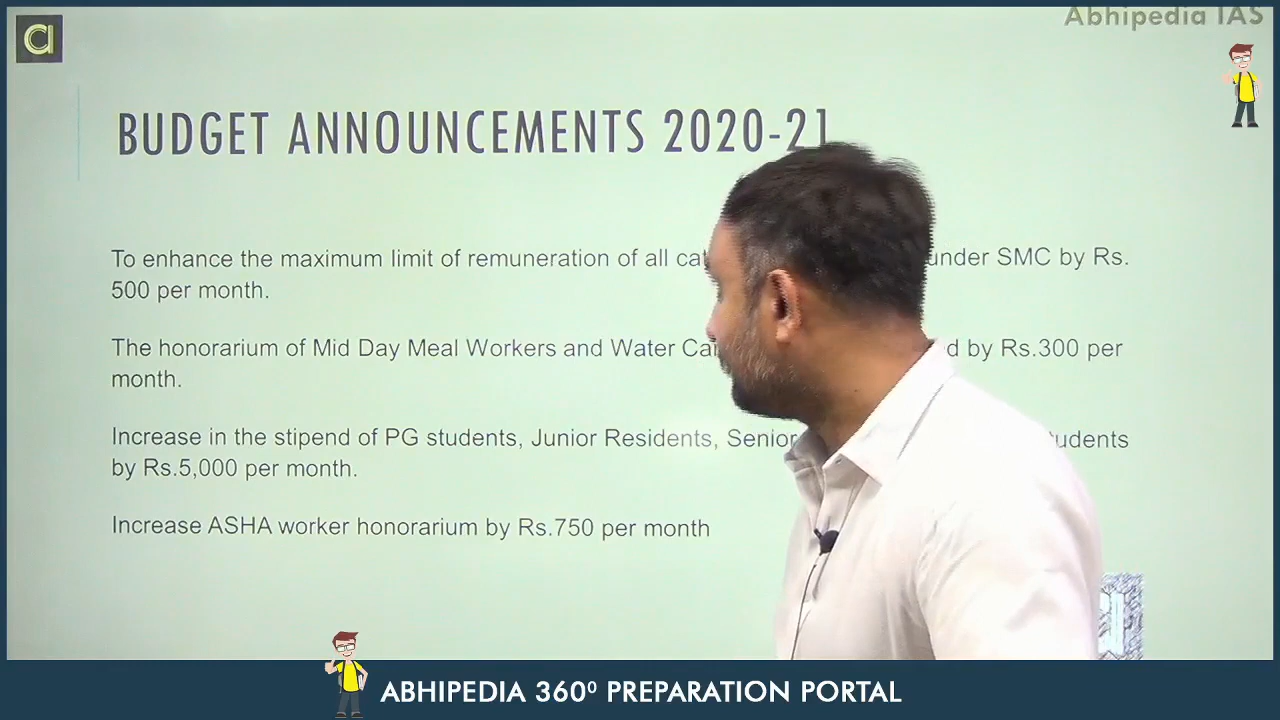 Abhipedia IAS
BUDGET ANNOUNCEMENTS 2020-21
To enhance the maximum limit of remuneration of all under SMC by Rs.
500 per month.
The honorarium of Mid Day Meal Workers and Water by Rs.300 per
month.
Increase in the stipend of PG students, Junior Residents, Senior
by Rs.5,000 per month.
Increase ASHA worker honorarium by Rs.750 per month
ABHIPEDIA 360⁰ PREPARATION PORTAL